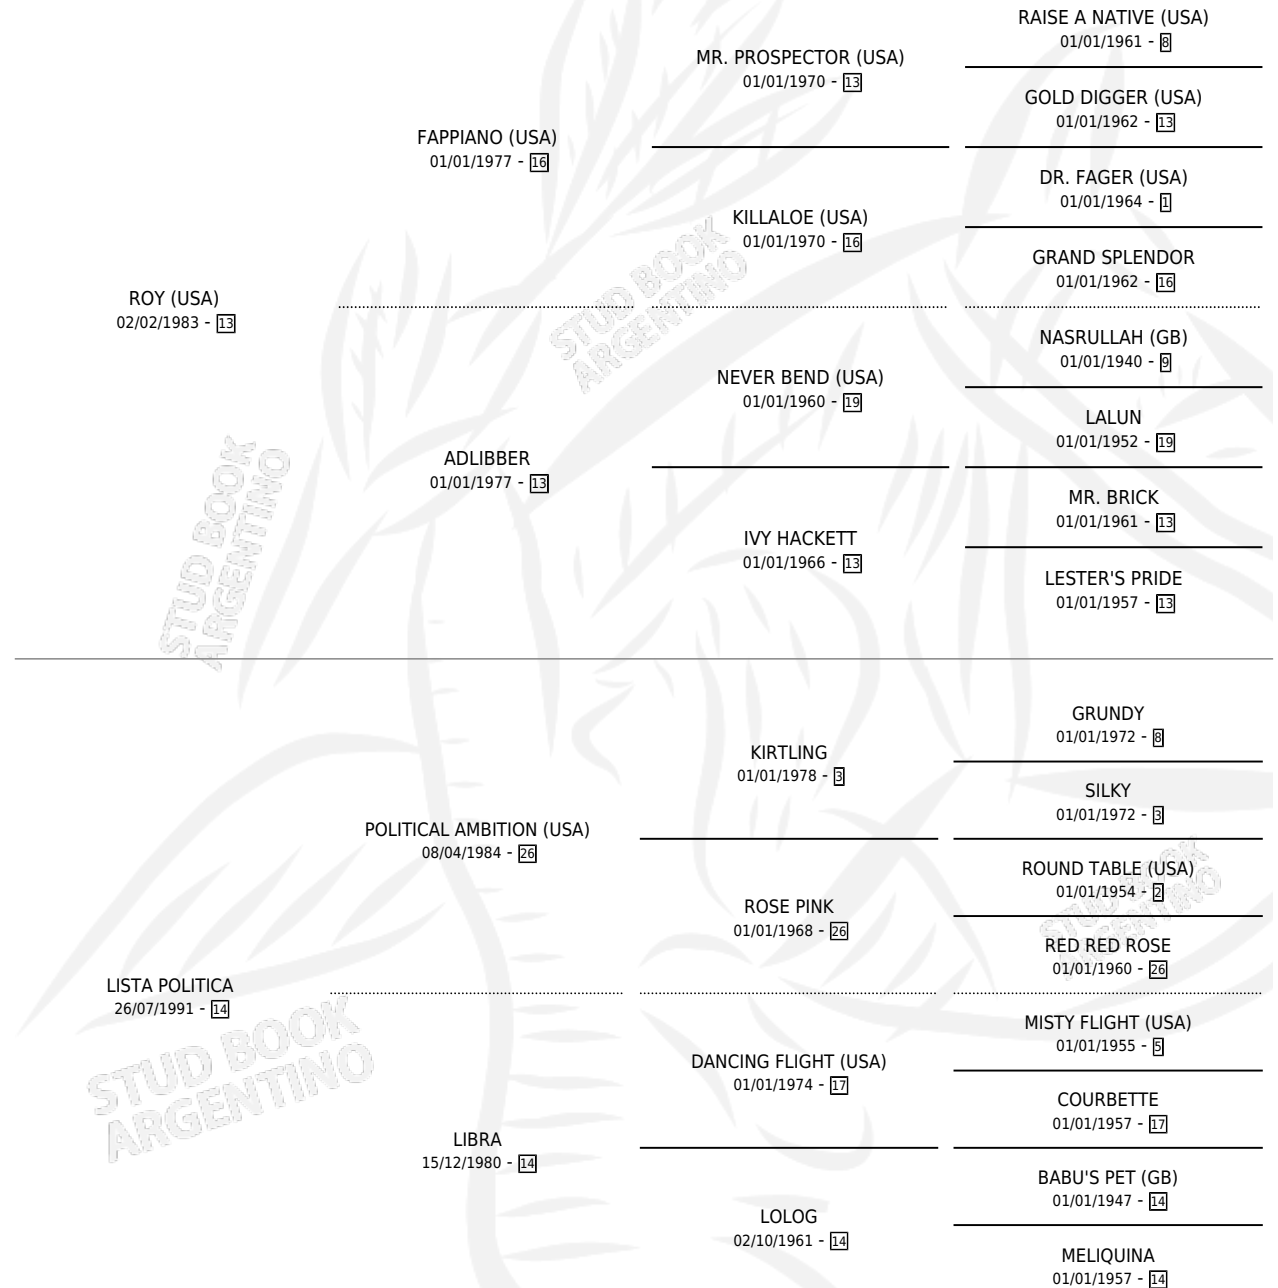 RAISE A NATIVE (USA)
01/01/1961 - 8
MR. PROSPECTOR (USA)
01/01/1970 - 13
GOLD DIGGER (USA)
01/01/1962 - 13
FAPPIANO (USA)
01/01/1977 - 16
DR. FAGER (USA)
01/01/1964 - 1
KILLALOE (USA)
01/01/1970 - 16
GRAND SPLENDOR
01/01/1962 - 16
ROY (USA)
02/02/1983 - 13
NASRULLAH (GB)
01/01/1940 - 9
NEVER BEND (USA)
01/01/1960 - 19
LALUN
01/01/1952 - 19
ADLIBBER
01/01/1977 - 13
MR. BRICK
01/01/1961 - 13
IVY HACKETT
01/01/1966 - 13
LESTER'S PRIDE
01/01/1957 - 13
GRUNDY
01/01/1972 - 8
KIRTLING
01/01/1978 - 3
SILKY
01/01/1972 - 3
POLITICAL AMBITION (USA)
08/04/1984 - 26
ROUND TABLE (USA)
01/01/1954 - 2
ROSE PINK
01/01/1968 - 26
RED RED ROSE
01/01/1960 - 26
LISTA POLITICA
26/07/1991 - 14
MISTY FLIGHT (USA)
01/01/1955 - 5
DANCING FLIGHT (USA)
01/01/1974 - 17
COURBETTE
01/01/1957 - 17
LIBRA
15/12/1980 - 14
BABU'S PET (GB)
01/01/1947 - 14
LOLOG
02/10/1961 - 14
MELIQUINA
01/01/1957 - 14
STUD BOOK
ARGENTINO
STUD BOOK
ARGENTINO
STUD BOOK
ARGENTINO
STUD BOOK
ARGENTINO